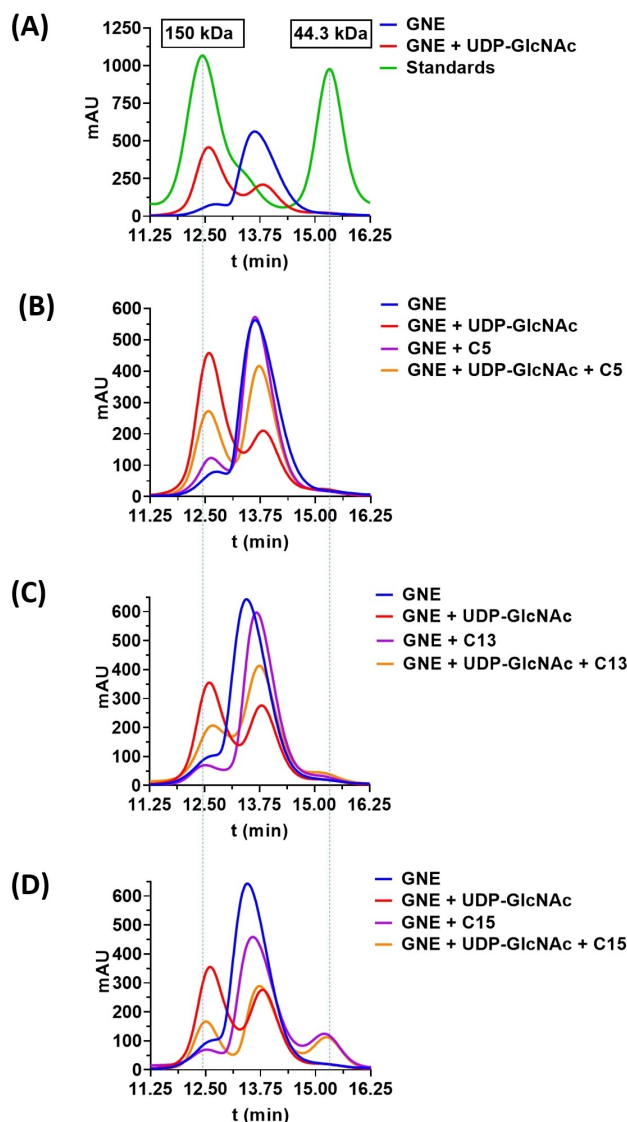 (A)
150 kDa
44.3 kDa
GNE
GNE + UDP-GlcNAc
Standards
mAU
1250
1000
750
500
250
0
11.25 12.50 13.75 15.00 16.25
t (min)
(B)
GNE
GNE + UDP-GlcNAc
GNE + C5
GNE + UDP-GlcNAc + C5
mAU
600
500
400
300
200
100
0
11.25 12.50 13.75 15.00 16.25
t (min)
(C)
GNE
GNE + UDP-GlcNAc
GNE + C13
GNE + UDP-GlcNAc + C13
mAU
600
500
400
300
200
100
0
11.25 12.50 13.75 15.00 16.25
t (min)
(D)
GNE
GNE + UDP-GlcNAc
GNE + C15
GNE + UDP-GlcNAc + C15
mAU
600
500
400
300
200
100
0
11.25 12.50 13.75 15.00 16.25
t (min)